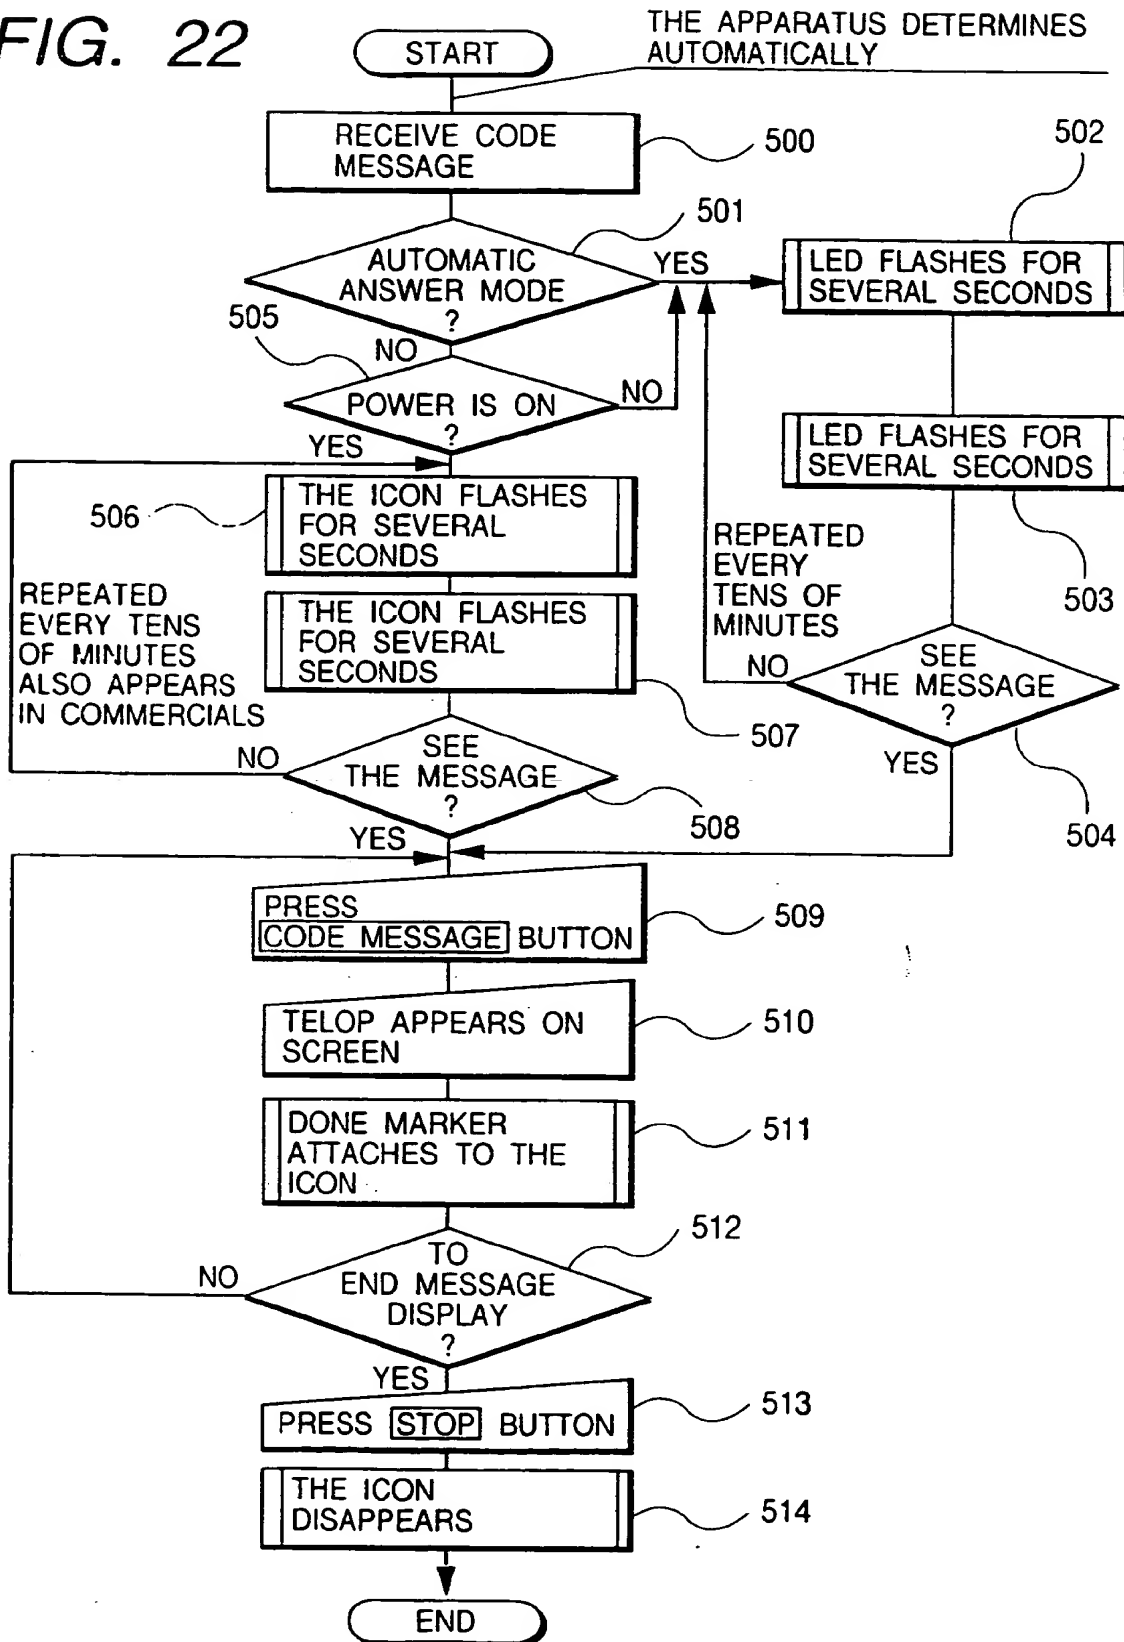 FIG. 22
START
THE APPARATUS DETERMINES
AUTOMATICALLY
RECEIVE CODE
MESSAGE
500
501
502
AUTOMATIC
ANSWER MODE
?
YES
LED FLASHES FOR
SEVERAL SECONDS
505
NO
POWER IS ON
?
NO
YES
LED FLASHES FOR
SEVERAL SECONDS
503
506
THE ICON FLASHES
FOR SEVERAL
SECONDS
REPEATED
EVERY
TENS OF
MINUTES
REPEATED
EVERY TENS
OF MINUTES
ALSO APPEARS
IN COMMERCIALS
THE ICON FLASHES
FOR SEVERAL
SECONDS
507
NO
SEE
THE MESSAGE
?
YES
504
NO
SEE
THE MESSAGE
?
508
YES
PRESS
CODE MESSAGE BUTTON
509
TELOP APPEARS ON
SCREEN
510
DONE MARKER
ATTACHES TO THE
ICON
511
512
NO
TO
END MESSAGE
DISPLAY
?
YES
PRESS STOP BUTTON
513
THE ICON
DISAPPEARS
514
END